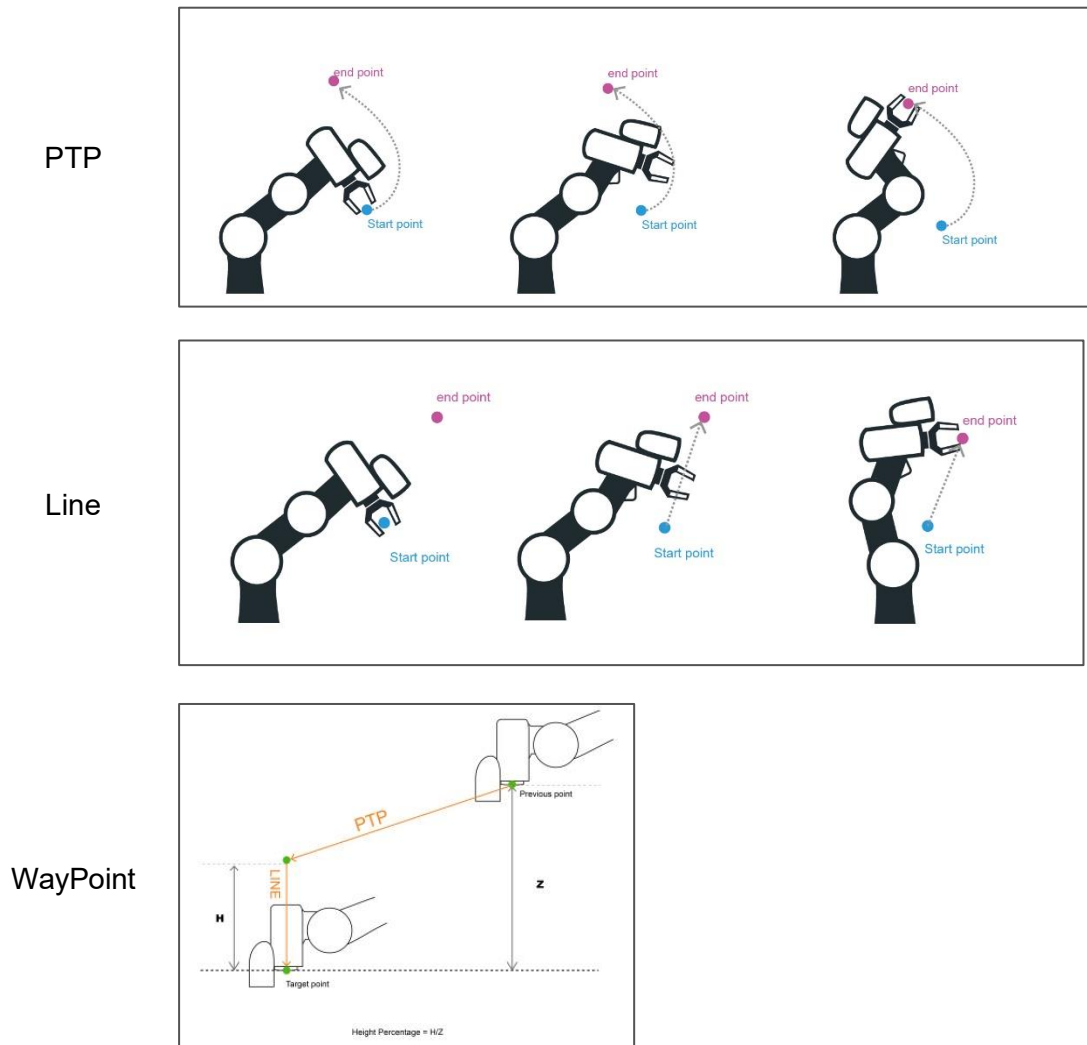 PTP
end point
Start point
end point
Start point
end point
Start point
Line
end point
Start point
end point
Start point
end point
Start point
WayPoint
Previous point
PTP
LINE
H
Z
Target point
Height Percentage = H/Z